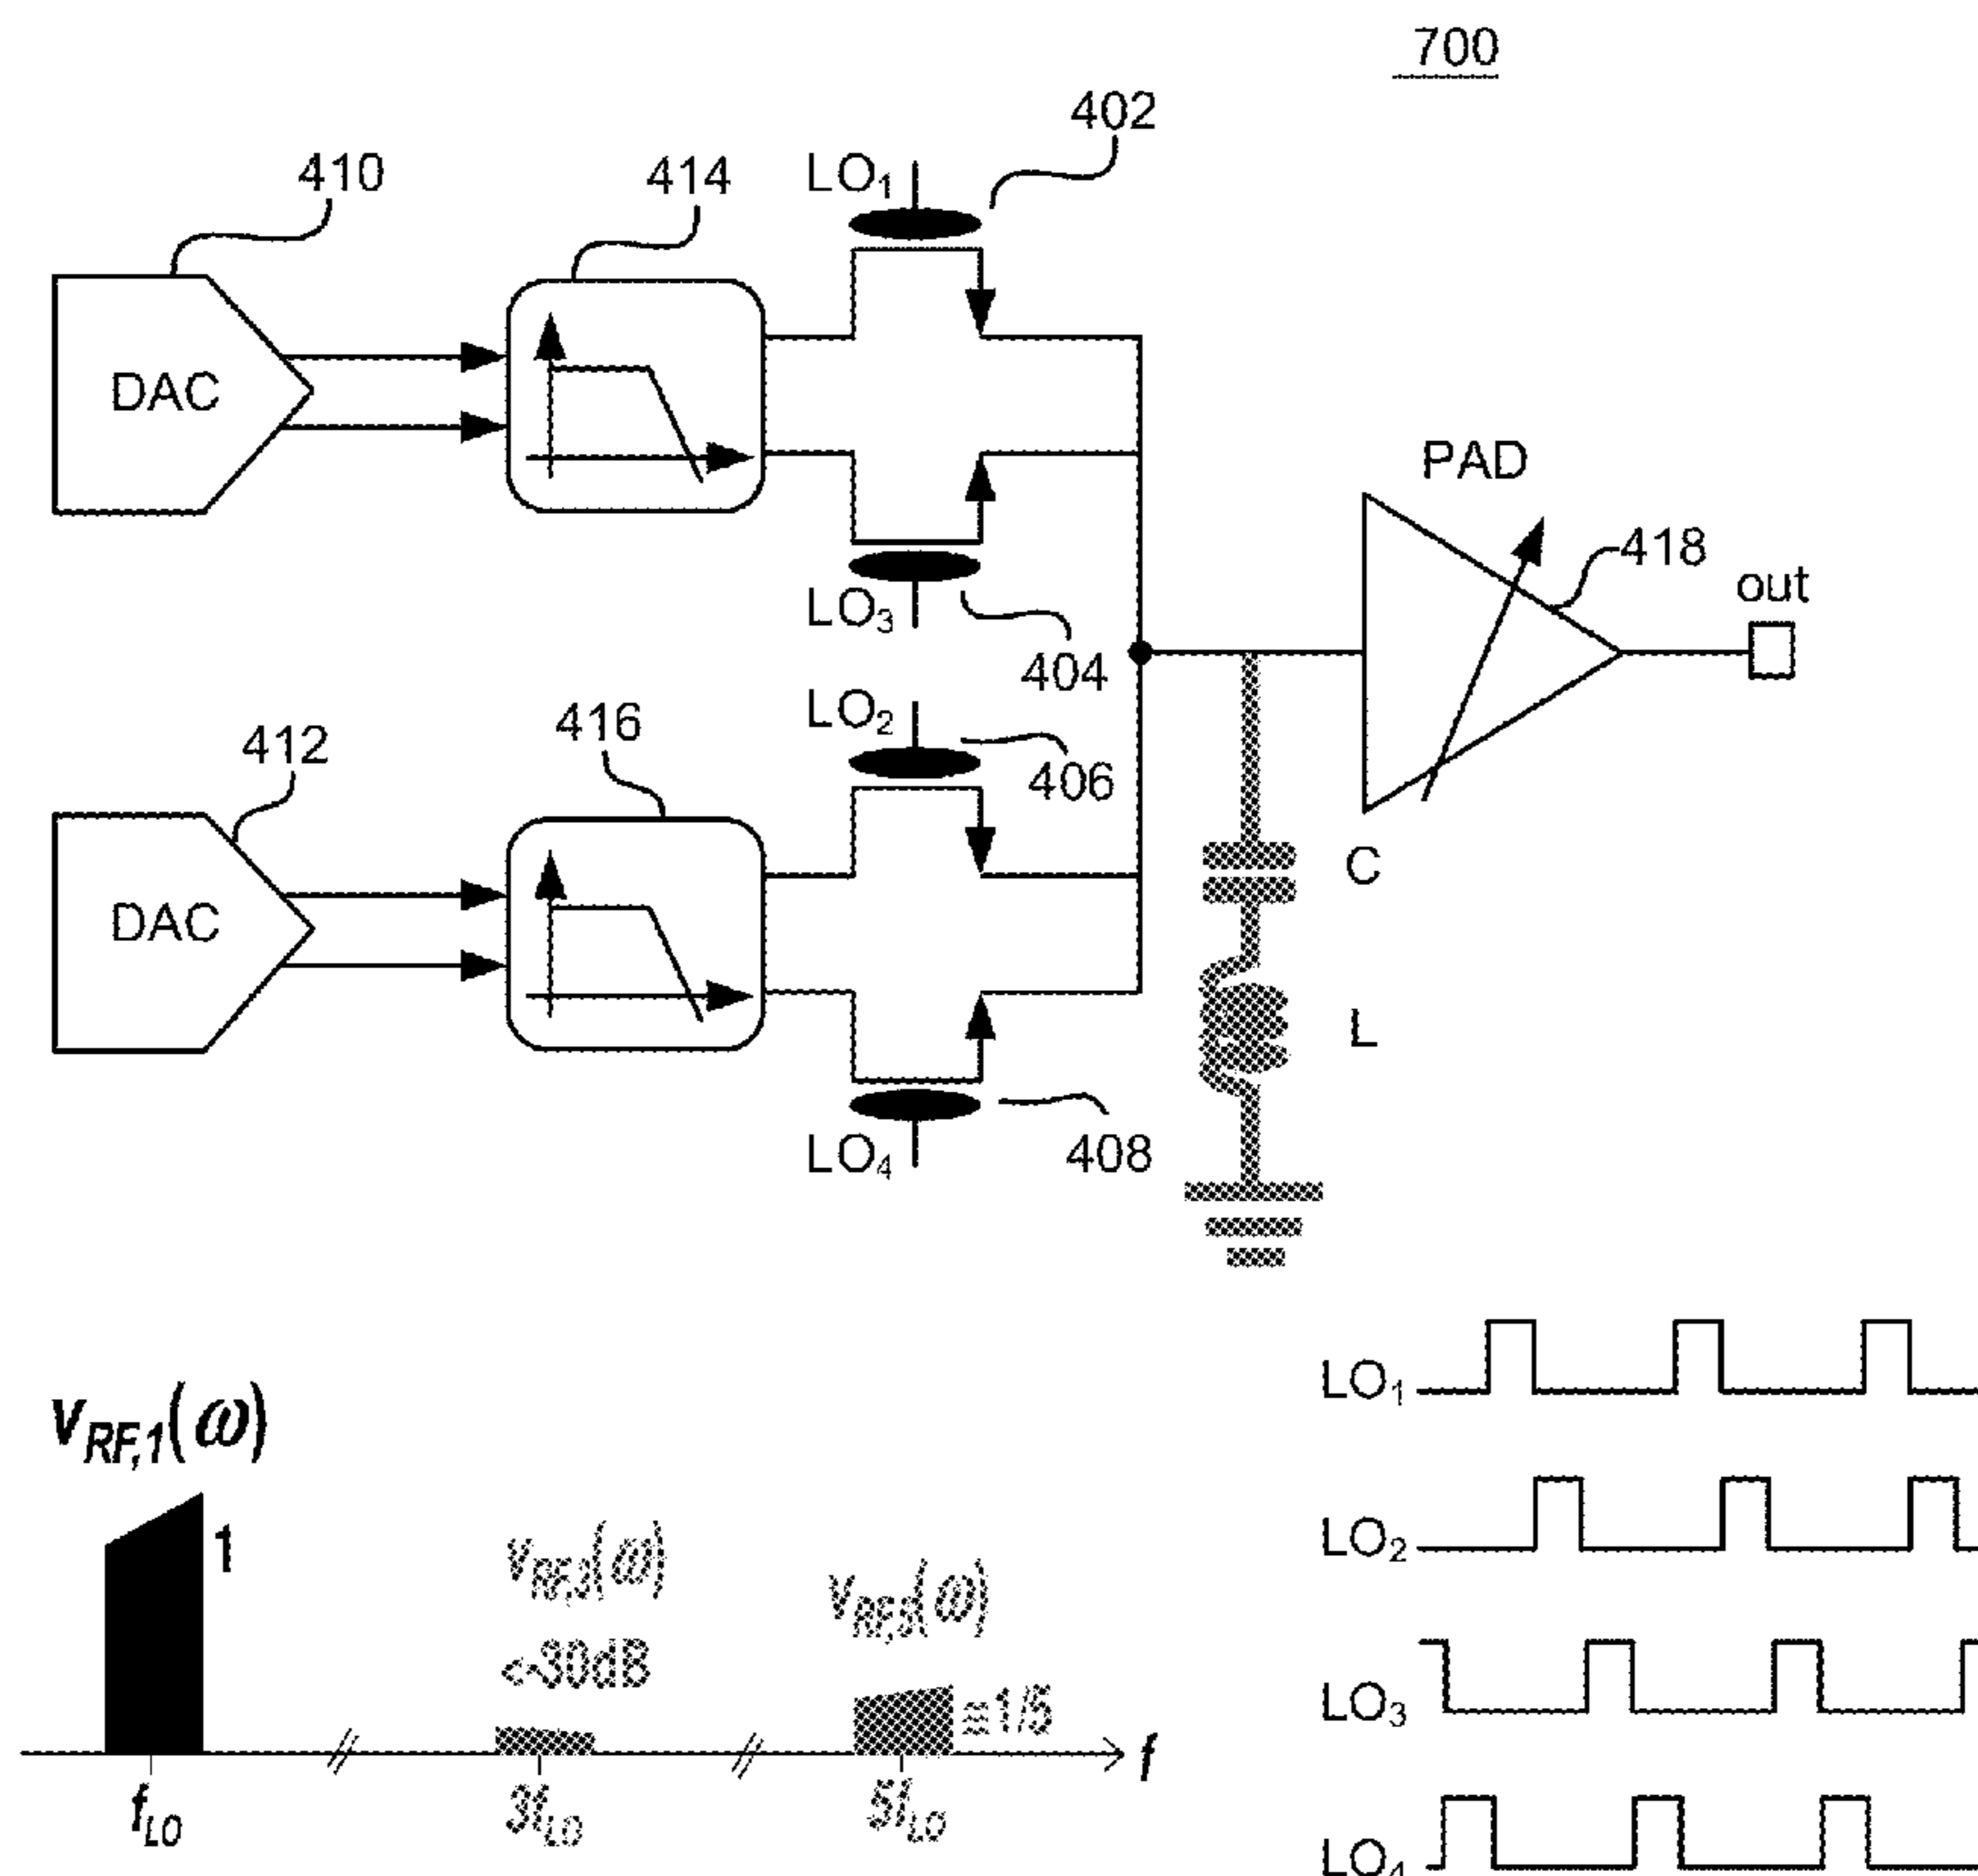 700
402
410
414
LO1
DAC
PAD
418
out
LO3
404
LO2
406
412
416
DAC
C
L
LO4
408
VRF,1(ω)
1
VRF,3(ω)
<-30dB
VRF,5(ω)
≅1/5
f
fLO
3fLO
5fLO
LO1
LO2
LO3
LO4